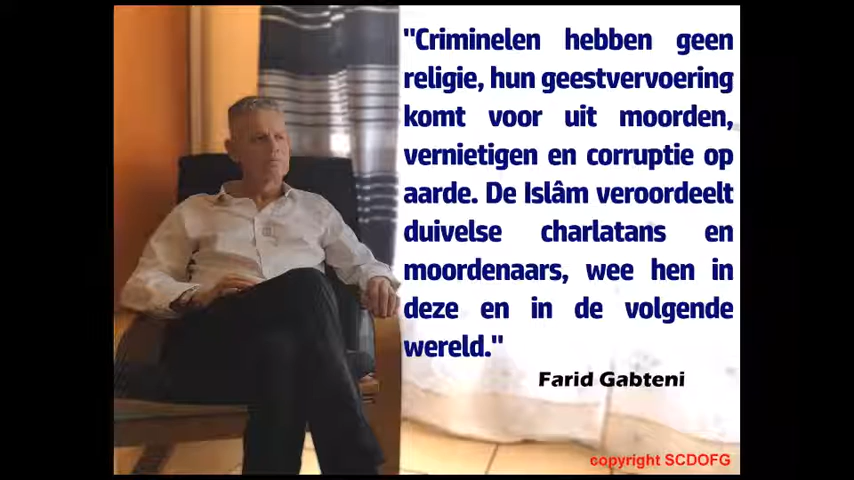 "Criminelen hebben geen
religie, hun geestvervoering
komt voor uit moorden,
vernietigen en corruptie op
aarde. De Islâm veroordeelt
duivelse charlatans en
moordenaars, wee hen in
deze en in de volgende
wereld."
Farid Gabteni
copyright SCDOFG